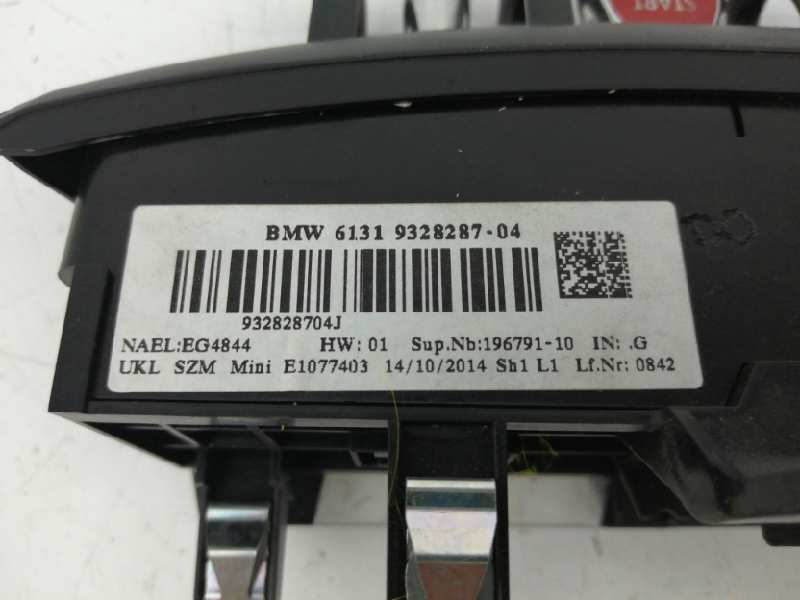 START
BMW 6131 9328287-04
932828704J
NAEL:EG4844 HW: 01 Sup.Nb:196791-10 IN: .G
UKL SZM Mini E1077403 14/10/2014 Sh1 L1 Lf.Nr: 0842